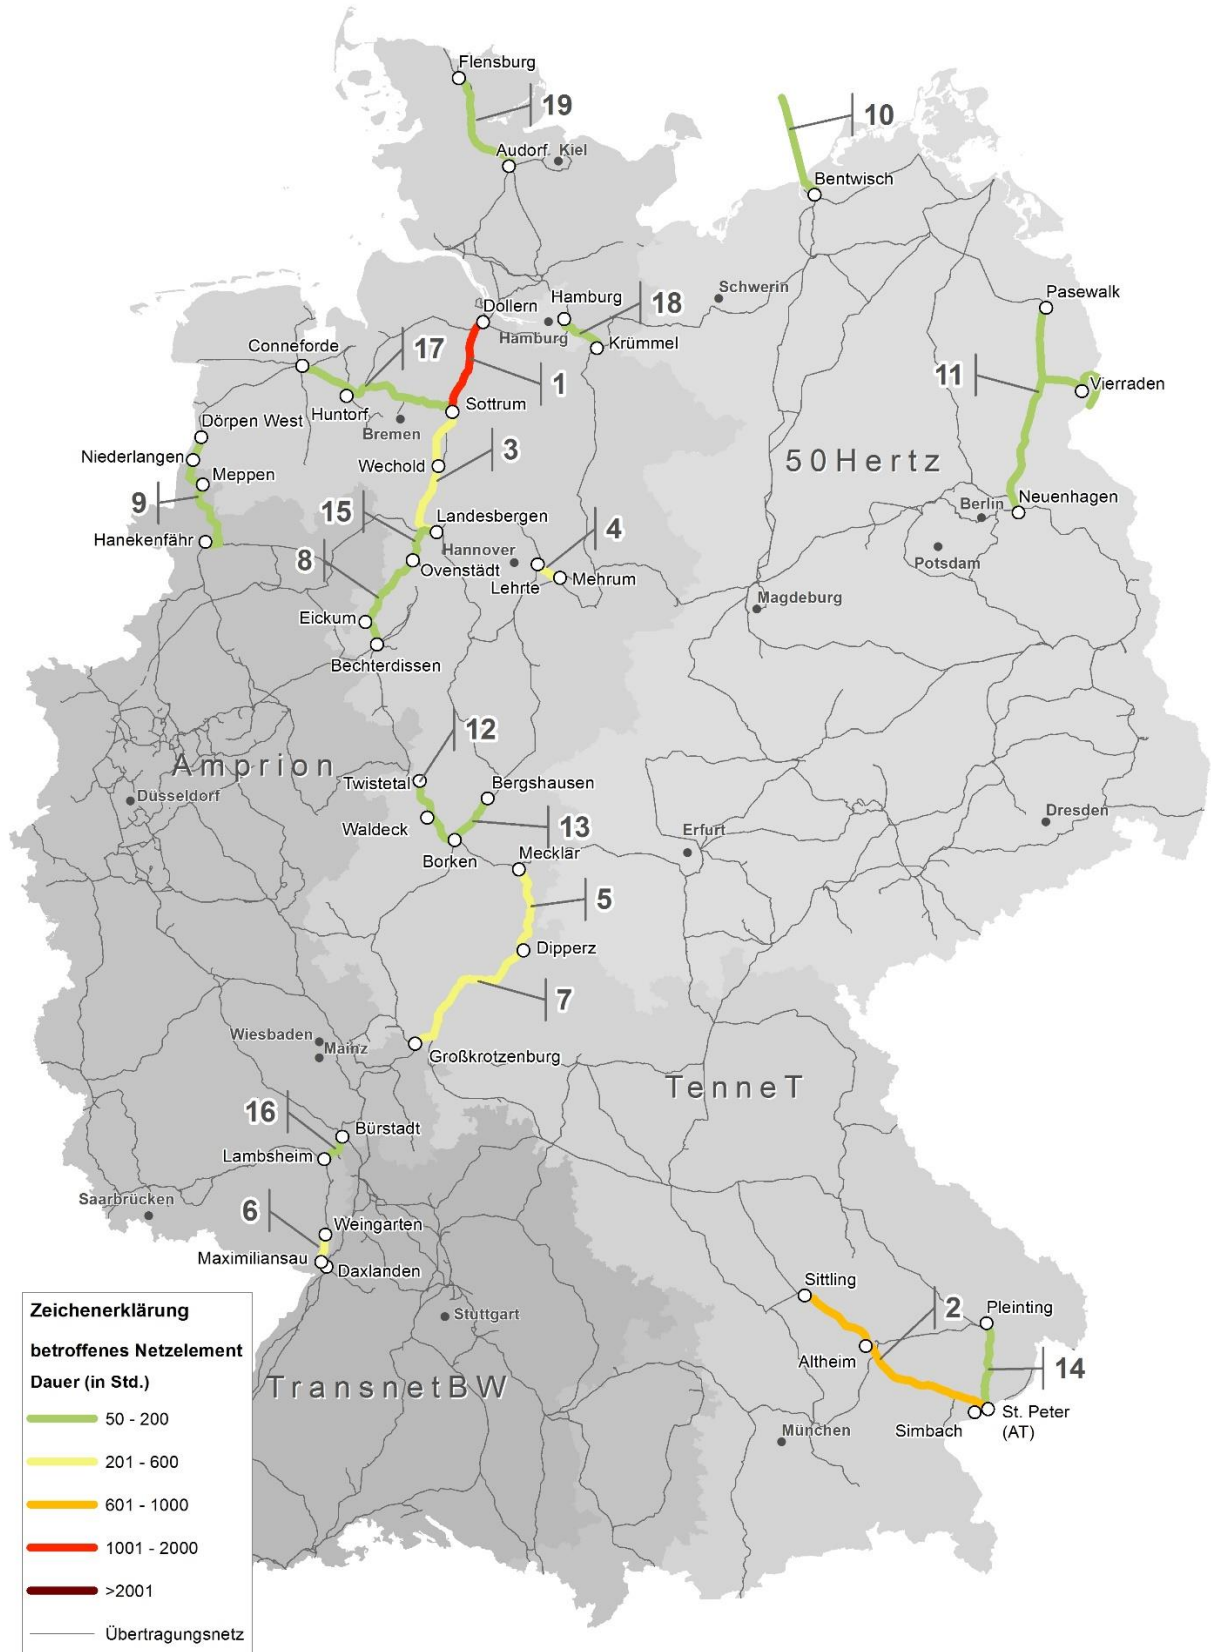 Flensburg
19
10
Audorf
Kiel
Bentwisch
Schwerin
Pasewalk
Dollern
Hamburg
18
Hamburg
Krümmel
Conneforde
17
1
11
Vierraden
Huntorf
Sottrum
Bremen
Dörpen West
Niederlangen
Wechold
3
50Hertz
Meppen
9
15
Landesbergen
4
Berlin
Neuenhagen
Hanekenfähr
8
Hannover
Ovenstädt
Lehrte
Mehrum
Potsdam
Magdeburg
Eickum
Bechterdissen
12
Amprion
Twistetal
Bergshausen
Düsseldorf
Waldeck
13
Dresden
Erfurt
Borken
Mecklar
5
Dipperz
7
Wiesbaden
Mainz
Großkrotzenburg
TenneT
16
Bürstadt
Lambsheim
Saarbrücken
6
Weingarten
Maximiliansau
Daxlanden
Sittling
2
Pleinting
Stuttgart
Altheim
14
TransnetBW
St. Peter
(AT)
Simbach
München
Zeichenerklärung
betroffenes Netzelement
Dauer (in Std.)
50 - 200
201 - 600
601 - 1000
1001 - 2000
>2001
Übertragungsnetz